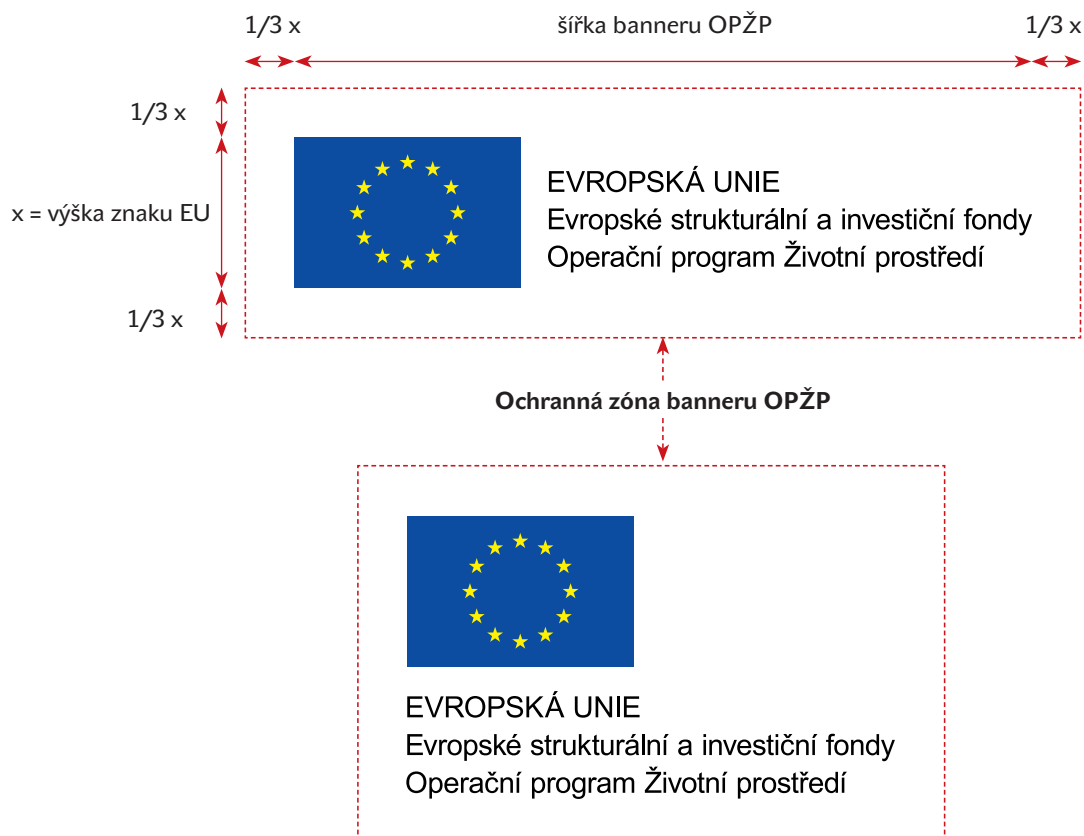 1/3 x
šířka banneru OPŽP
1/3 x
1/3 x
x = výška znaku EU
1/3 x
EVROPSKÁ UNIE
Evropské strukturální a investiční fondy
Operační program Životní prostředí
Ochranná zóna banneru OPŽP
EVROPSKÁ UNIE
Evropské strukturální a investiční fondy
Operační program Životní prostředí